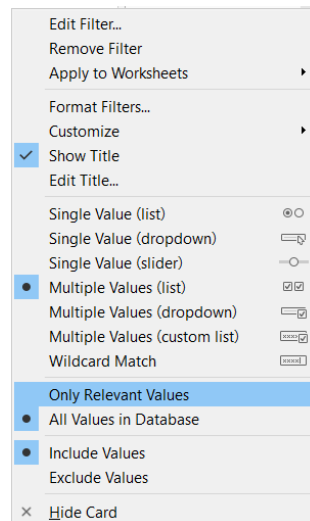 Edit Filter...
Remove Filter
Apply to Worksheets
Format Filters...
Customize
Show Title
Edit Title...
Single Value (list)
Single Value (dropdown)
Single Value (slider)
Multiple Values (list)
Multiple Values (dropdown)
Multiple Values (custom list)
Wildcard Match
Only Relevant Values
All Values in Database
Include Values
Exclude Values
Hide Card